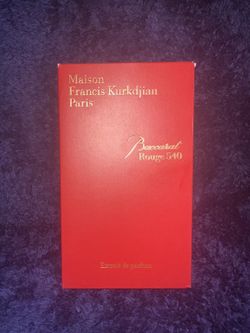 Maison
Francis Kurkdjian
Paris
Baccarat
Rouge 540
Extrait de parfum